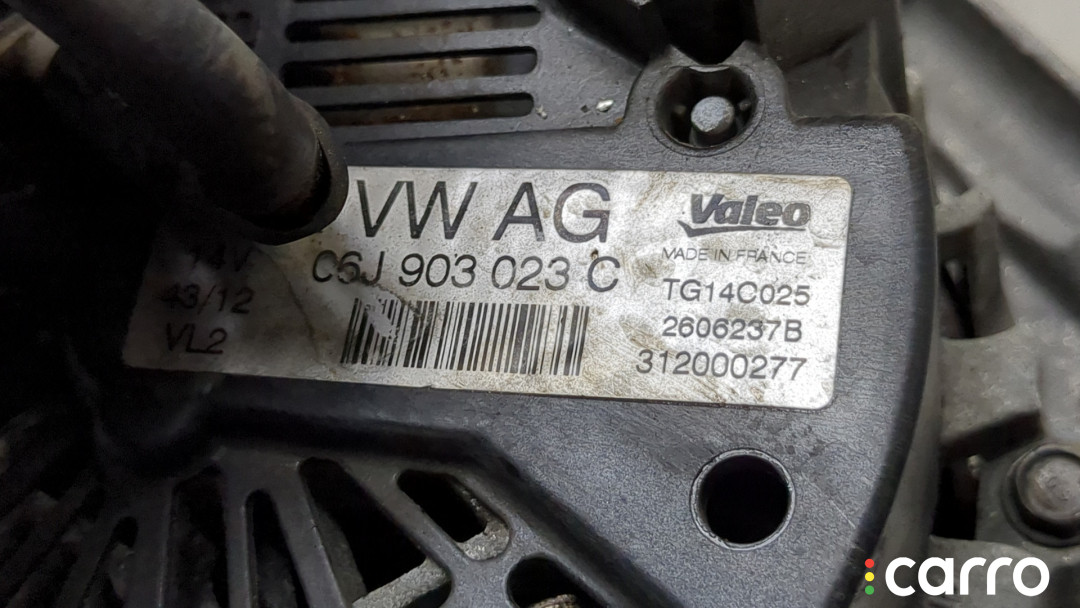 VW AG
C6J 903 023 C
14V
43/12
VL2
Valeo
MADE IN FRANCE
TG14C025
2606237B
312000277
carro